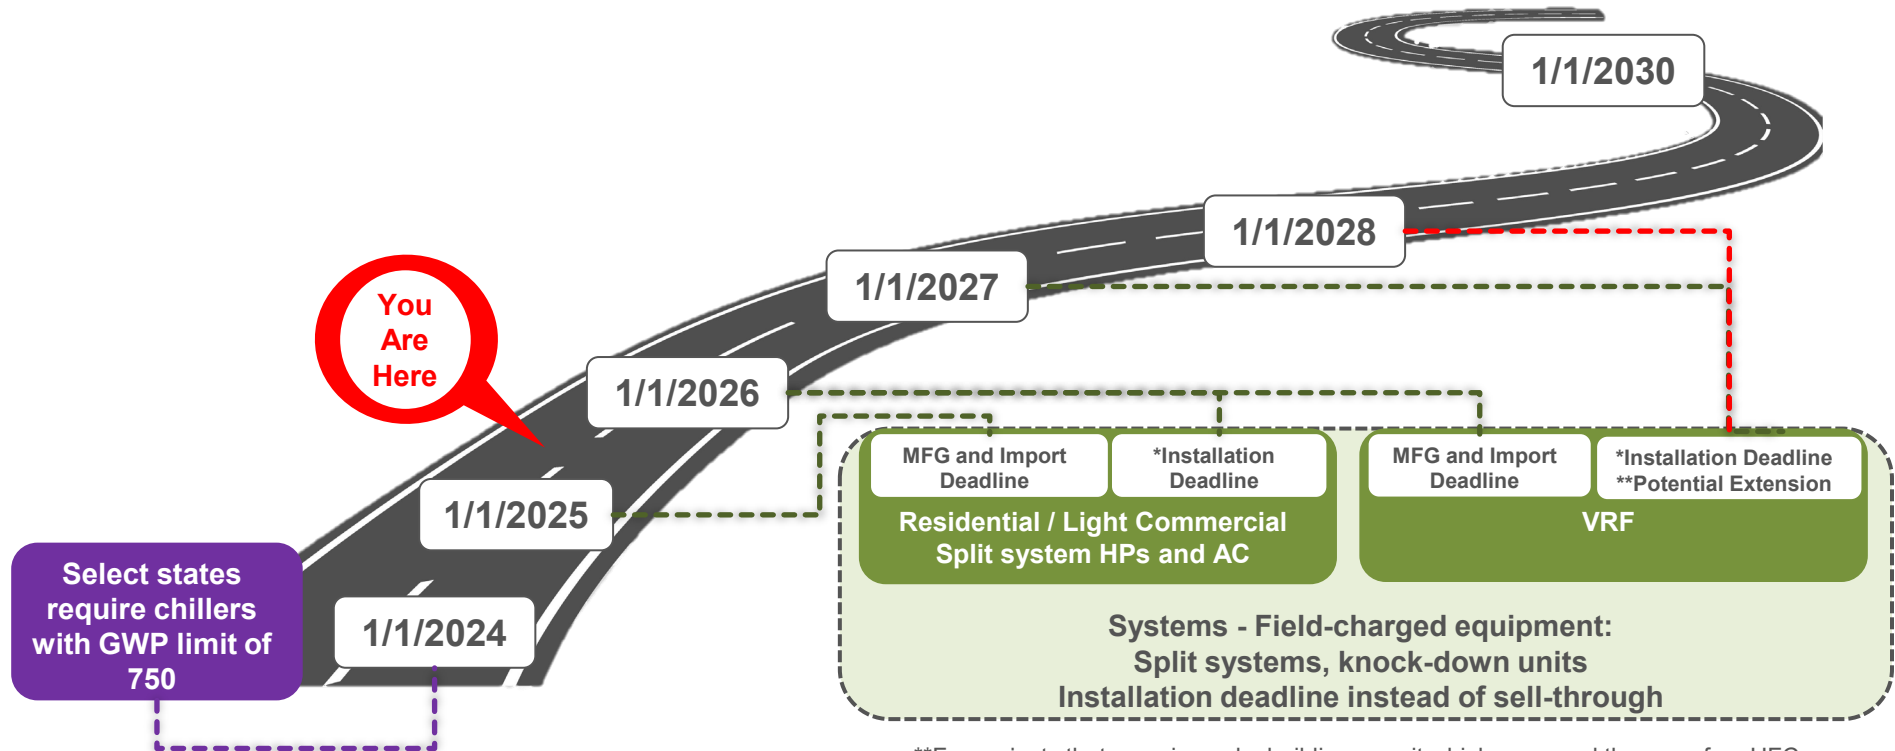 1/1/2030
1/1/2028
1/1/2027
You
Are
Here
1/1/2026
MFG and Import
Deadline
*Installation
Deadline
MFG and Import
Deadline
*Installation Deadline
**Potential Extension
Residential / Light Commercial
Split system HPs and AC
VRF
1/1/2025
Select states
require chillers
with GWP limit of
750
1/1/2024
Systems - Field-charged equipment:
Split systems, knock-down units
Installation deadline instead of sell-through